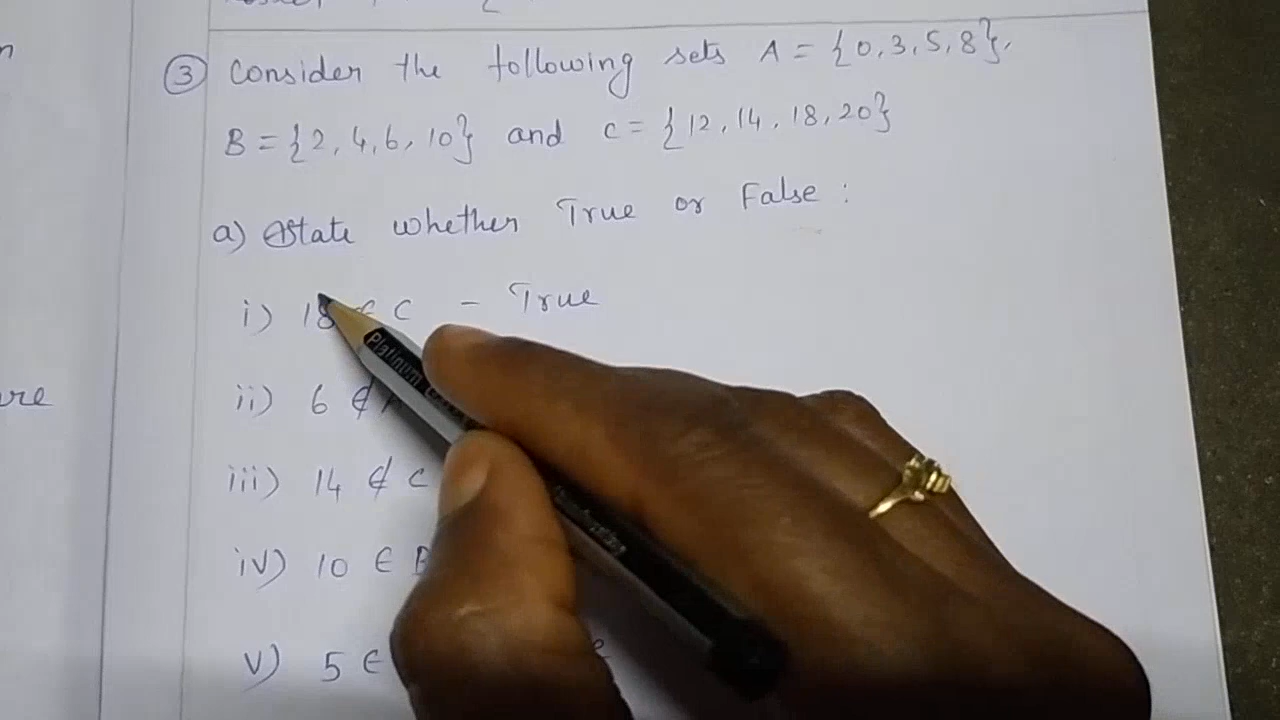 ③ Consider the following sets A = {0, 3, 5, 8},
B = {2, 4, 6, 10} and C = {12, 14, 18, 20}
a) State whether True or False :
i) 18 ∈ C - True
ii) 6 ∉
iii) 14 ∉ C
iv) 10 ∈ B
v) 5 ∈
Platinum